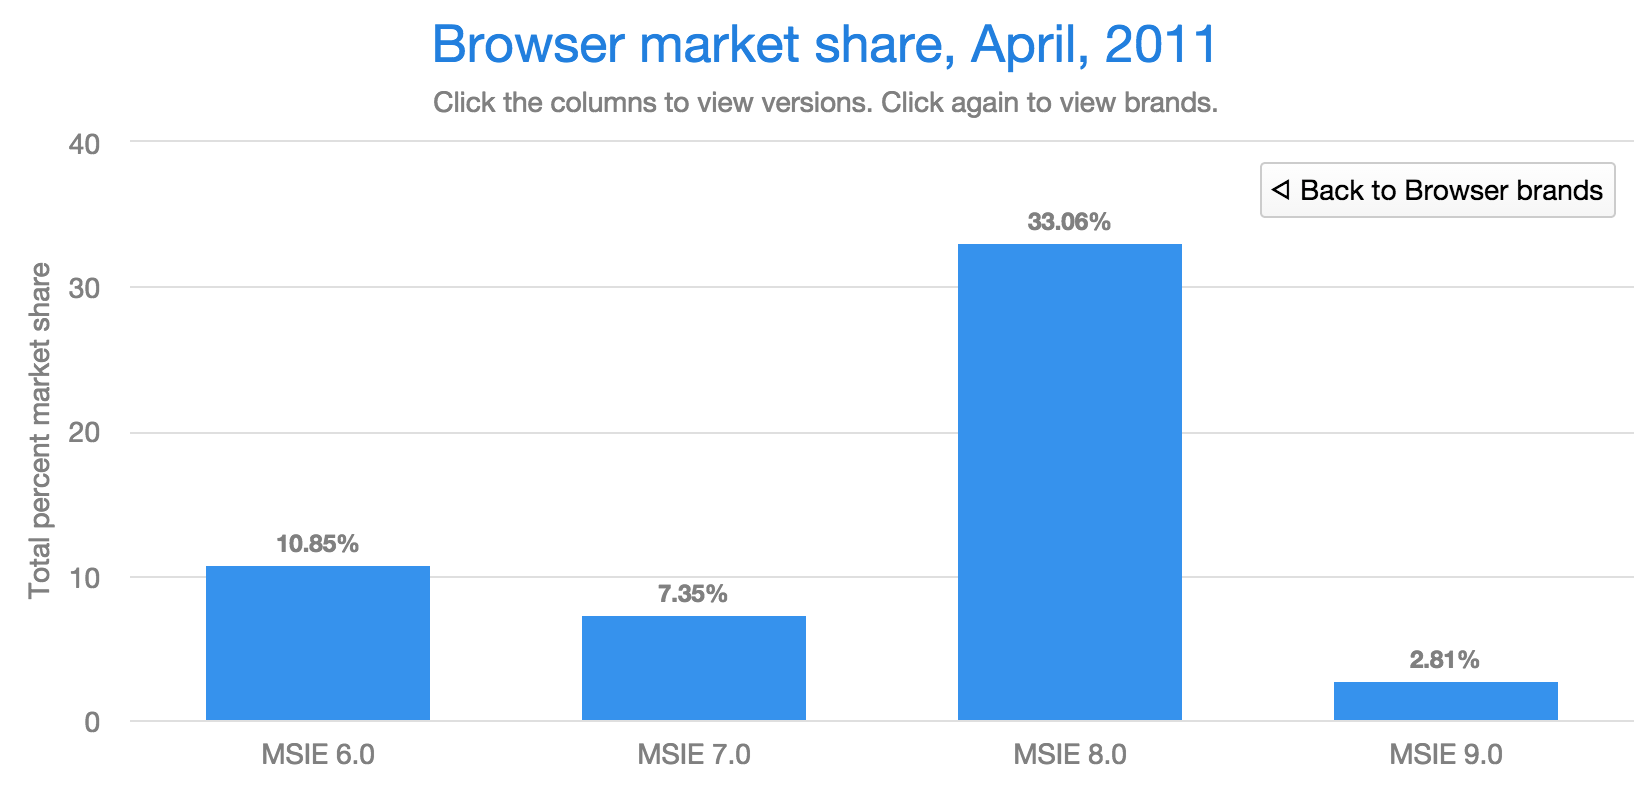 Browser market share, April, 2011
Click the columns to view versions. Click again to view brands.
Total percent market share
40
30
20
10
0
Back to Browser brands
10.85%
7.35%
33.06%
2.81%
MSIE 6.0
MSIE 7.0
MSIE 8.0
MSIE 9.0